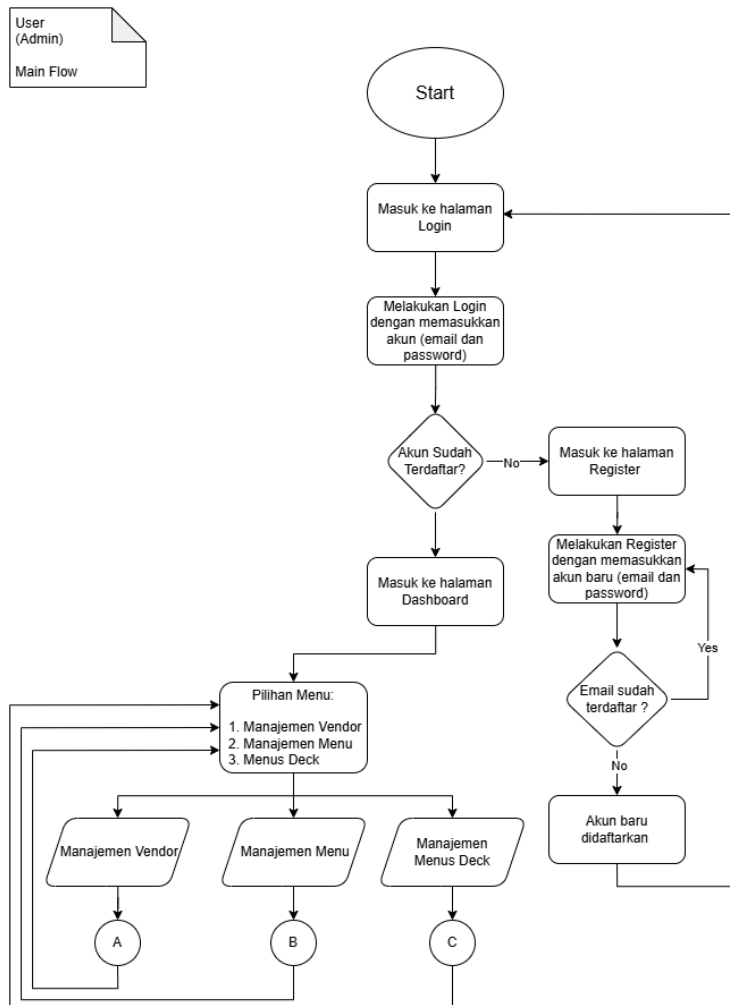 User
(Admin)
Main Flow
Start
Masuk ke halaman
Login
Melakukan Login
dengan memasukkan
akun (email dan
password)
Akun Sudah
Terdaftar?
No
Masuk ke halaman
Register
Melakukan Register
dengan memasukkan
akun baru (email dan
password)
Yes
Email sudah
terdaftar ?
No
Akun baru
didaftarkan
Masuk ke halaman
Dashboard
Pilihan Menu:
1. Manajemen Vendor
2. Manajemen Menu
3. Menus Deck
Manajemen Vendor
Manajemen Menu
Manajemen
Menus Deck
A
B
C